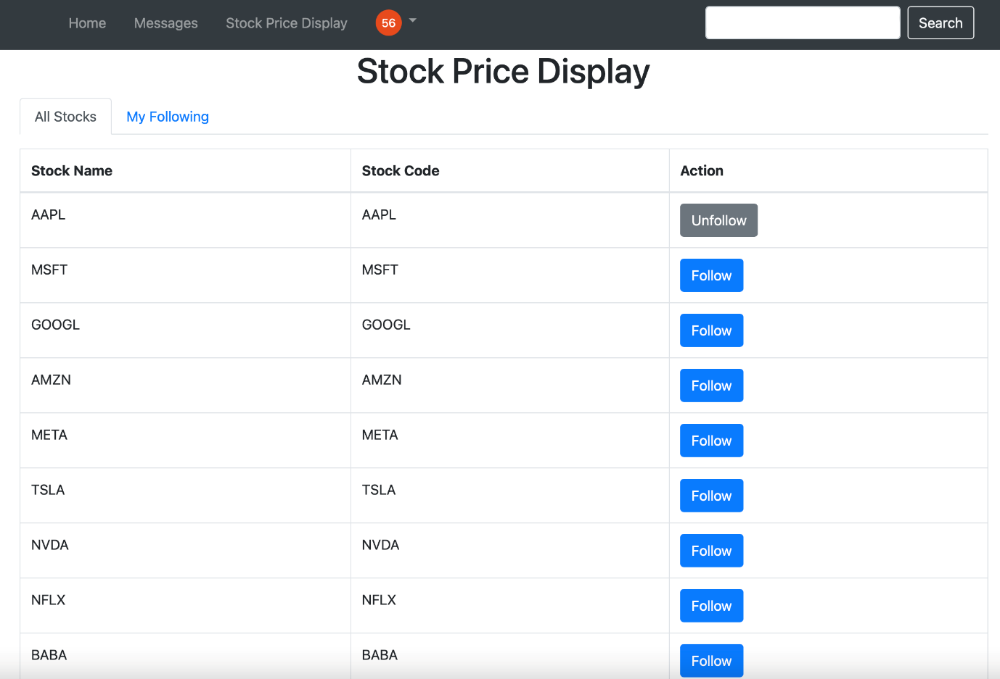 Home Messages Stock Price Display 56 Search
Stock Price Display
All Stocks My Following
Stock Name Stock Code Action
AAPL AAPL Unfollow
MSFT MSFT Follow
GOOGL GOOGL Follow
AMZN AMZN Follow
META META Follow
TSLA TSLA Follow
NVDA NVDA Follow
NFLX NFLX Follow
BABA BABA Follow